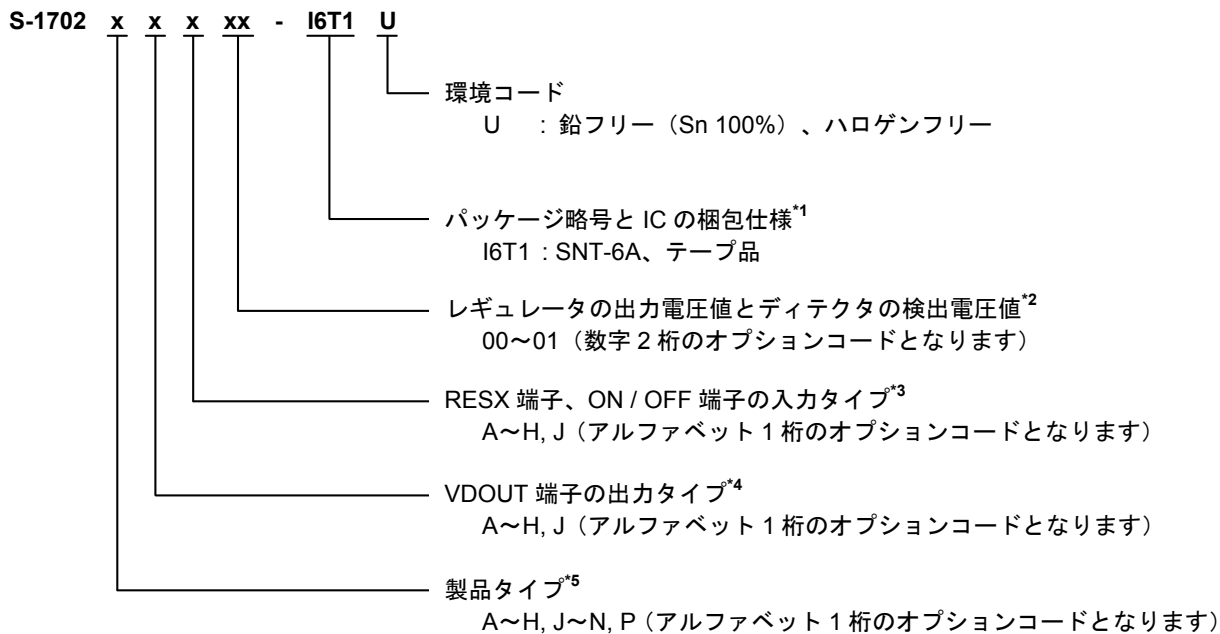 S-1702 x x x xx - I6T1 U
環境コード
U : 鉛フリー（Sn 100%）、ハロゲンフリー
パッケージ略号と IC の梱包仕様*1
I6T1 : SNT-6A、テープ品
レギュレータの出力電圧値とディテクタの検出電圧値*2
00～01（数字 2 桁のオプションコードとなります）
RESX 端子、ON / OFF 端子の入力タイプ*3
A～H, J（アルファベット 1 桁のオプションコードとなります）
VDOUT 端子の出力タイプ*4
A～H, J（アルファベット 1 桁のオプションコードとなります）
製品タイプ*5
A～H, J～N, P（アルファベット 1 桁のオプションコードとなります）